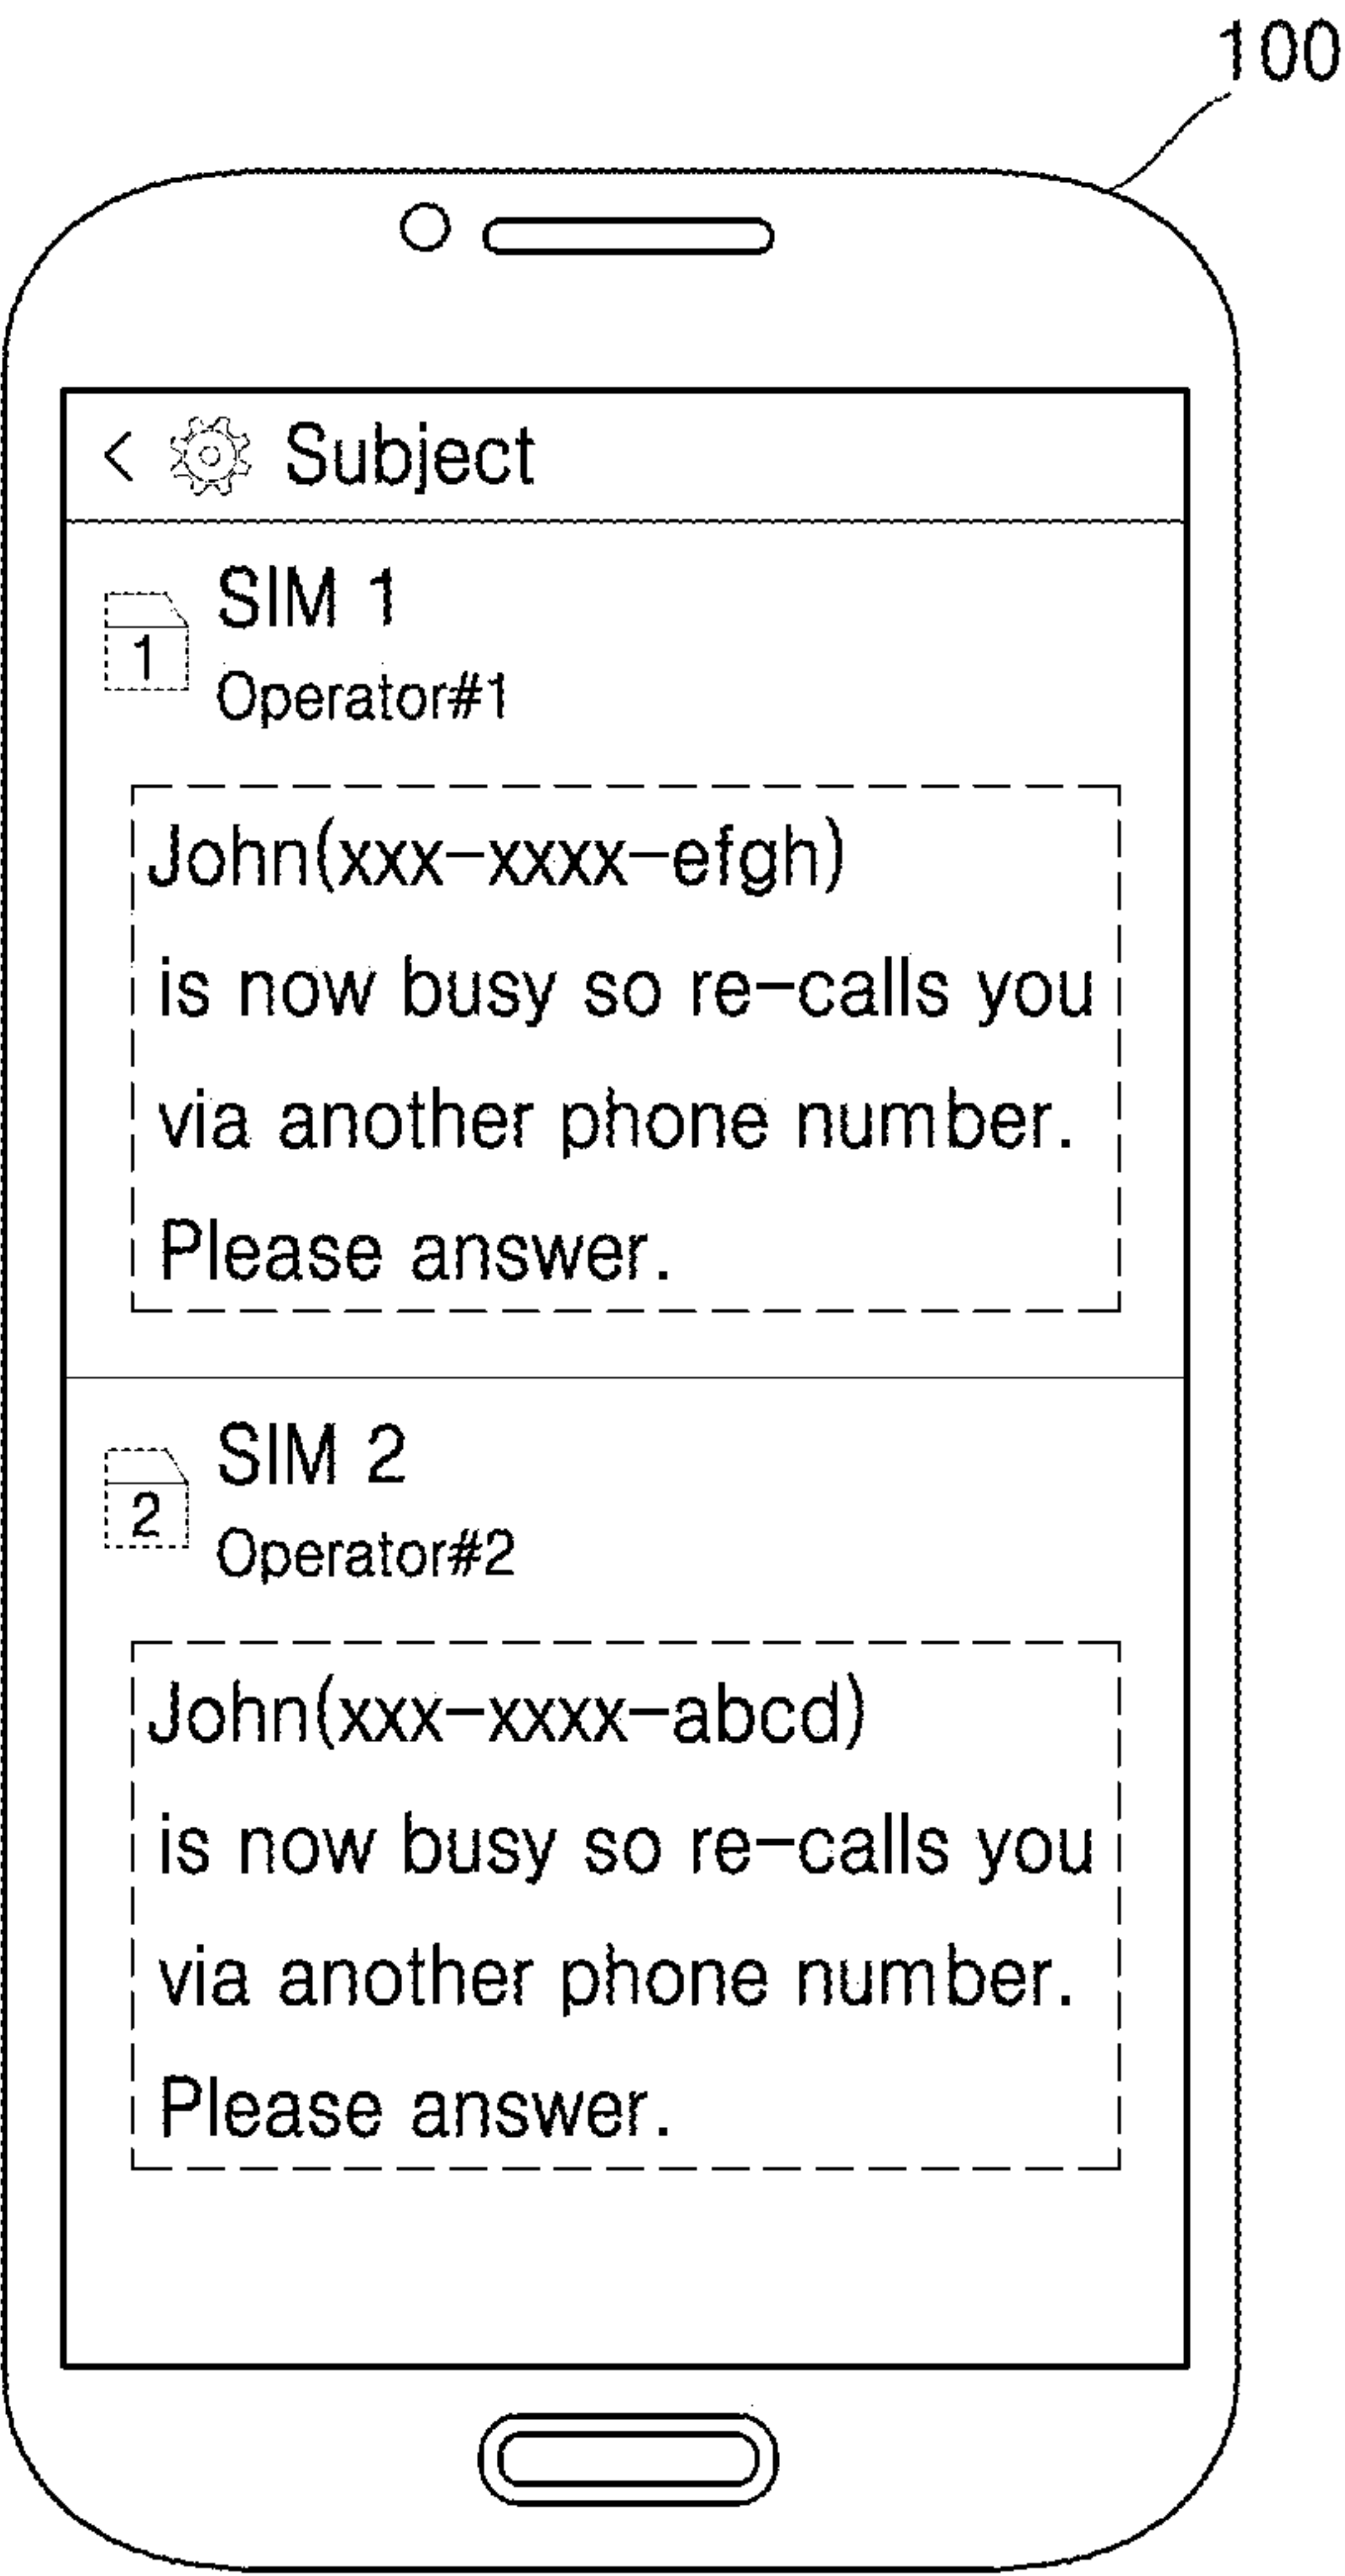 100
< Subject
1
SIM 1
Operator#1
John(xxx-xxxx-efgh)
is now busy so re-calls you
via another phone number.
Please answer.
2
SIM 2
Operator#2
John(xxx-xxxx-abcd)
is now busy so re-calls you
via another phone number.
Please answer.